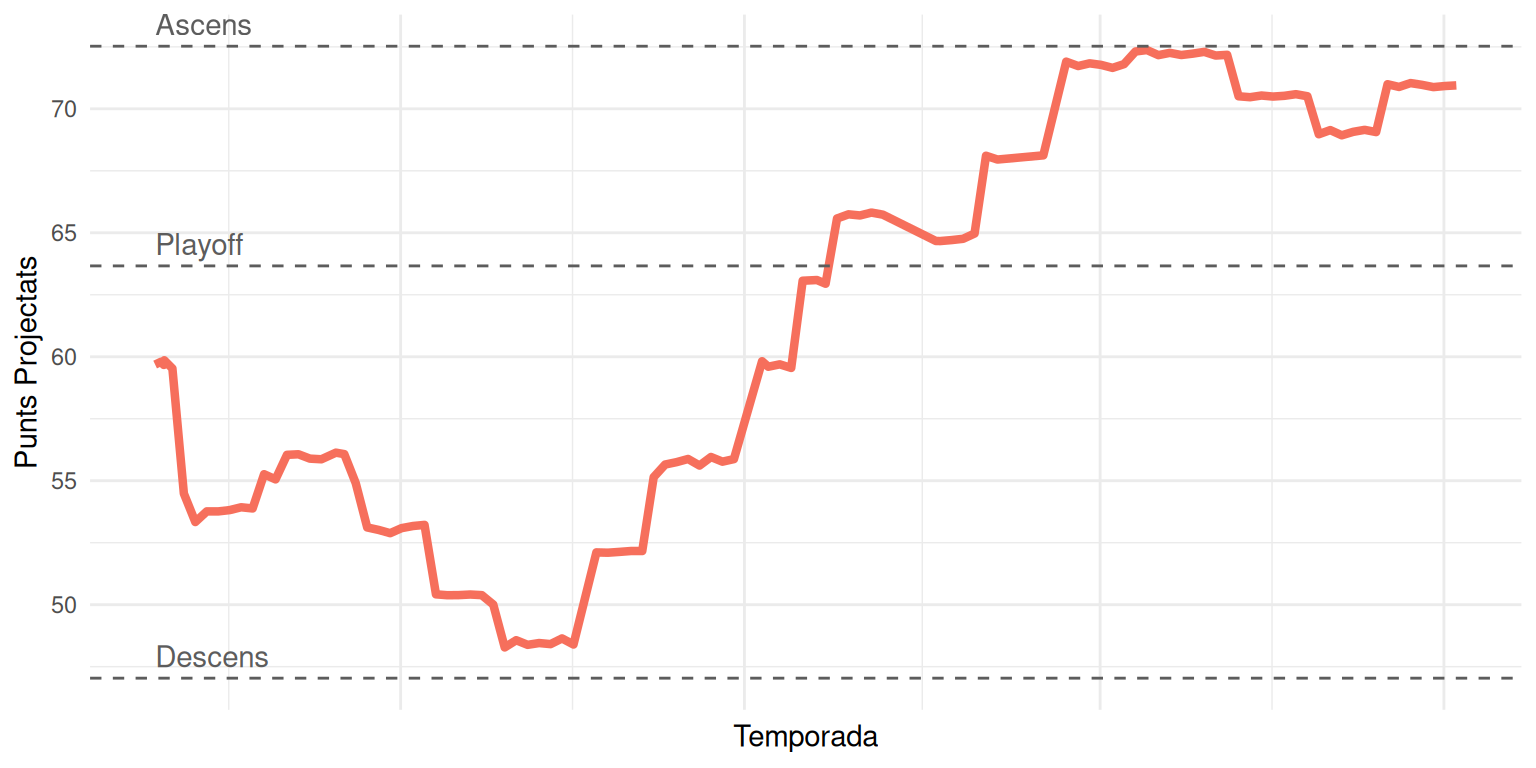 Ascens
70
65
Playoff
Punts Projectats
60
55
50
Descens
Temporada